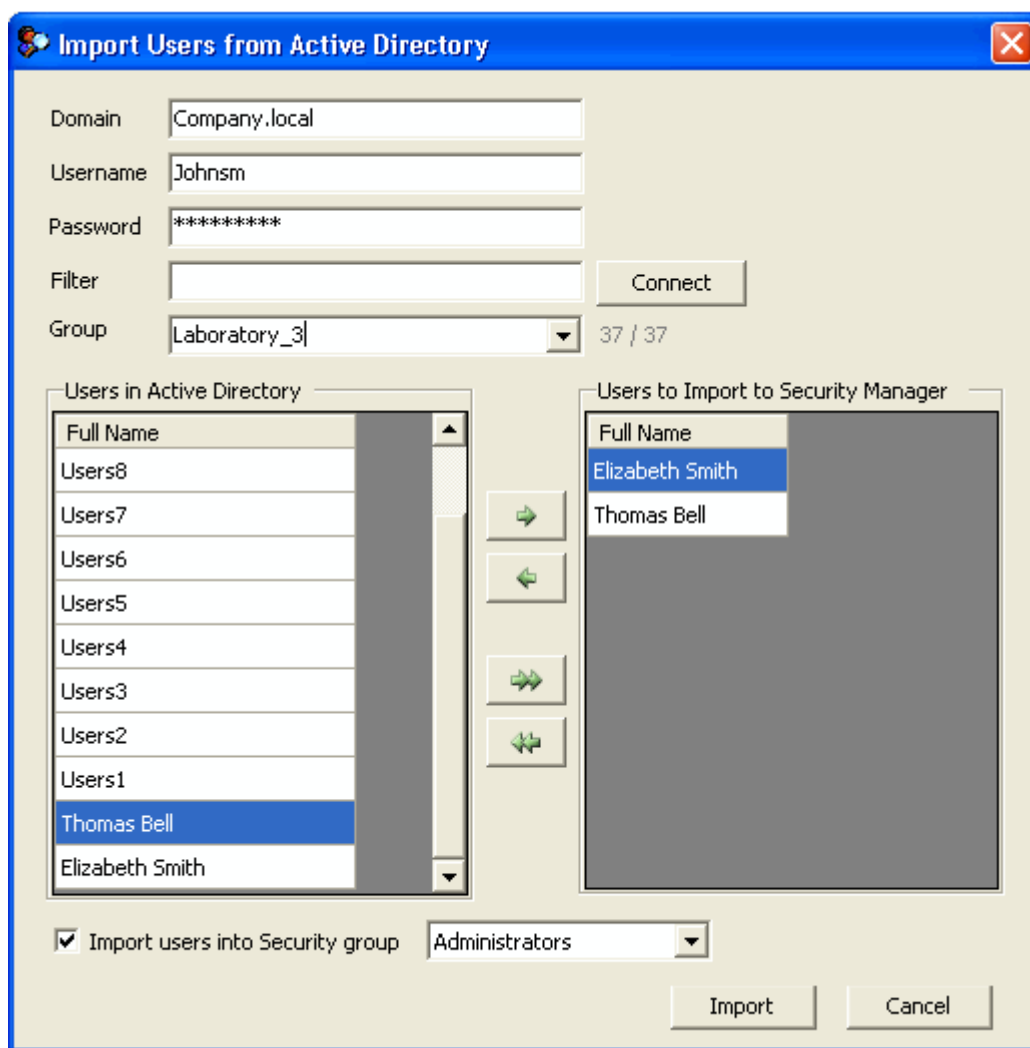 Import Users from Active Directory
Domain Company.local
Username Johnsm
Password *********
Filter Connect
Group Laboratory_3 37 / 37
Users in Active Directory
Full Name
Users8
Users7
Users6
Users5
Users4
Users3
Users2
Users1
Thomas Bell
Elizabeth Smith
Users to Import to Security Manager
Full Name
Elizabeth Smith
Thomas Bell
Import users into Security group Administrators
Import Cancel